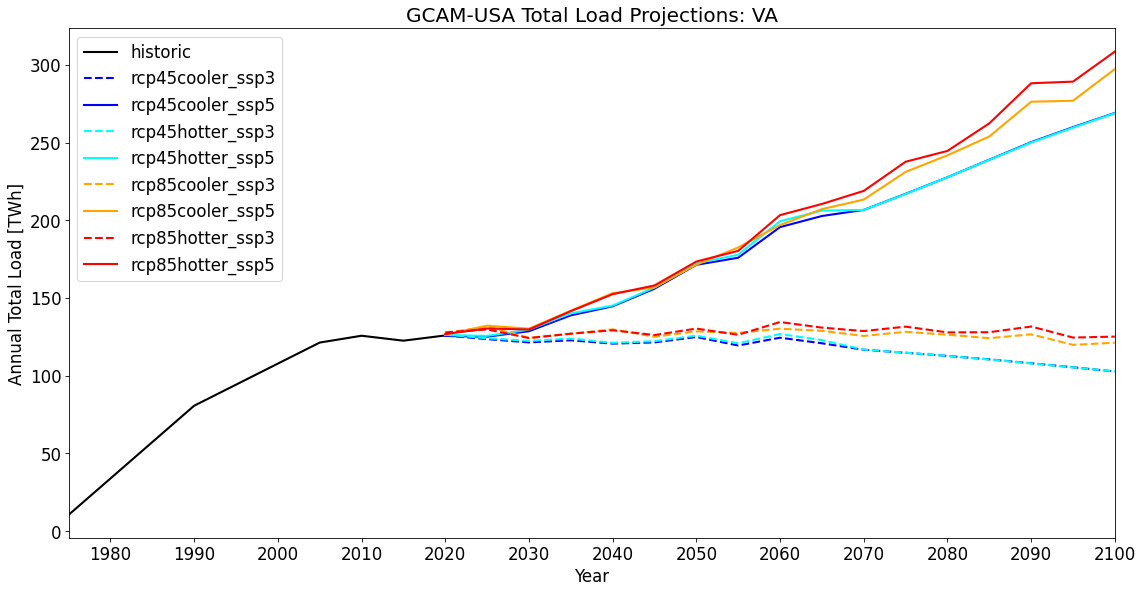 GCAM-USA Total Load Projections: VA
historic
rcp45cooler_ssp3
rcp45cooler_ssp5
rcp45hotter_ssp3
rcp45hotter_ssp5
rcp85cooler_ssp3
rcp85cooler_ssp5
rcp85hotter_ssp3
rcp85hotter_ssp5
Annual Total Load [TWh]
300
250
200
150
100
50
0
1980 1990 2000 2010 2020 2030 2040 2050 2060 2070 2080 2090 2100
Year